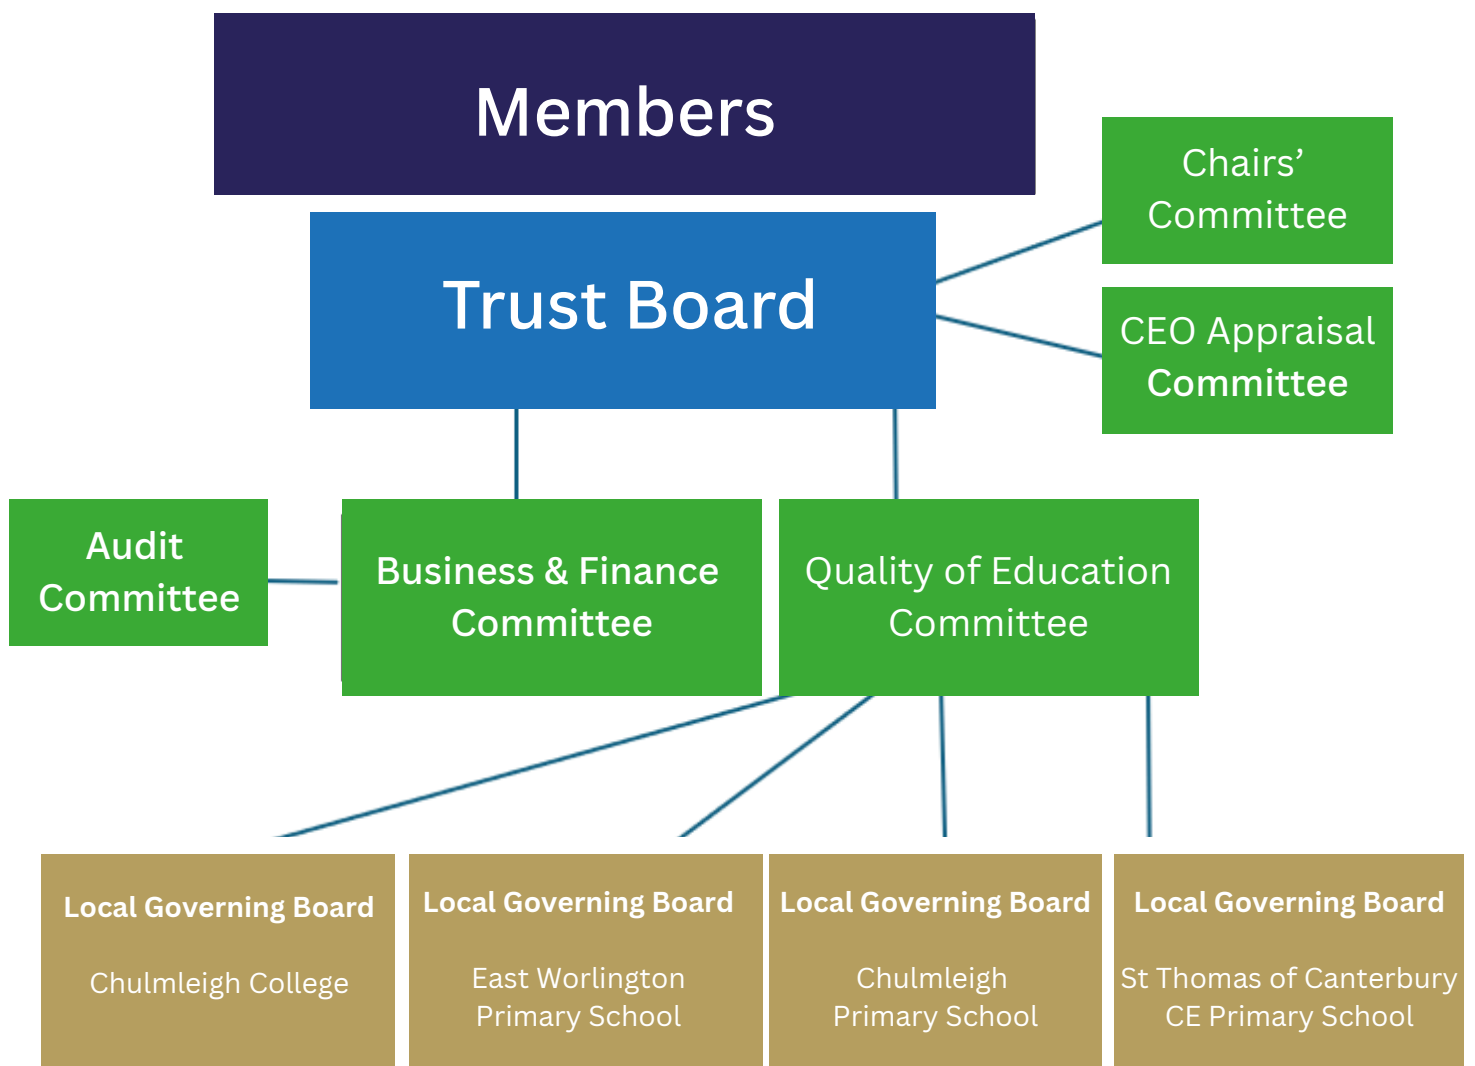 Members
Trust Board
Chairs’
Committee
CEO Appraisal
Committee
Audit
Committee
Business & Finance
Committee
Quality of Education
Committee
Local Governing Board
Chulmleigh College
Local Governing Board
East Worlington
Primary School
Local Governing Board
Chulmleigh
Primary School
Local Governing Board
St Thomas of Canterbury
CE Primary School